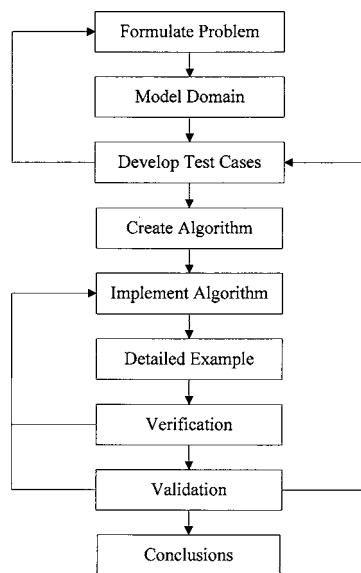 Formulate Problem
Model Domain
Develop Test Cases
Create Algorithm
Implement Algorithm
Detailed Example
Verification
Validation
Conclusions